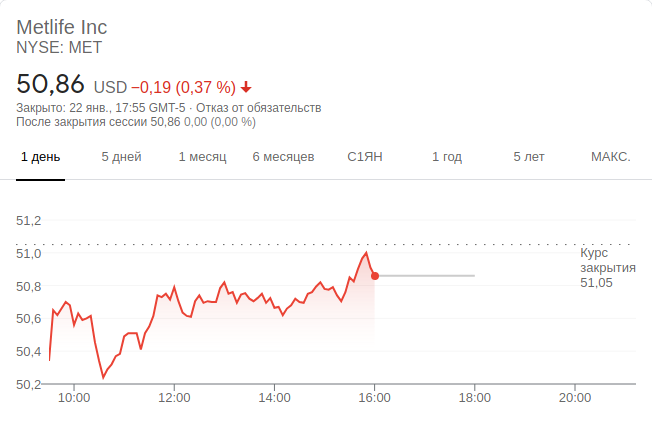 Metlife Inc
NYSE: MET
50,86 USD −0,19 (0,37 %)
Закрыто: 22 янв., 17:55 GMT-5 · Отказ от обязательств
После закрытия сессии 50,86 0,00 (0,00 %)
1 день 5 дней 1 месяц 6 месяцев С1ЯН 1 год 5 лет МАКС.
51,2
51,0
50,8
50,6
50,4
50,2
Курс
закрытия
51,05
10:00 12:00 14:00 16:00 18:00 20:00